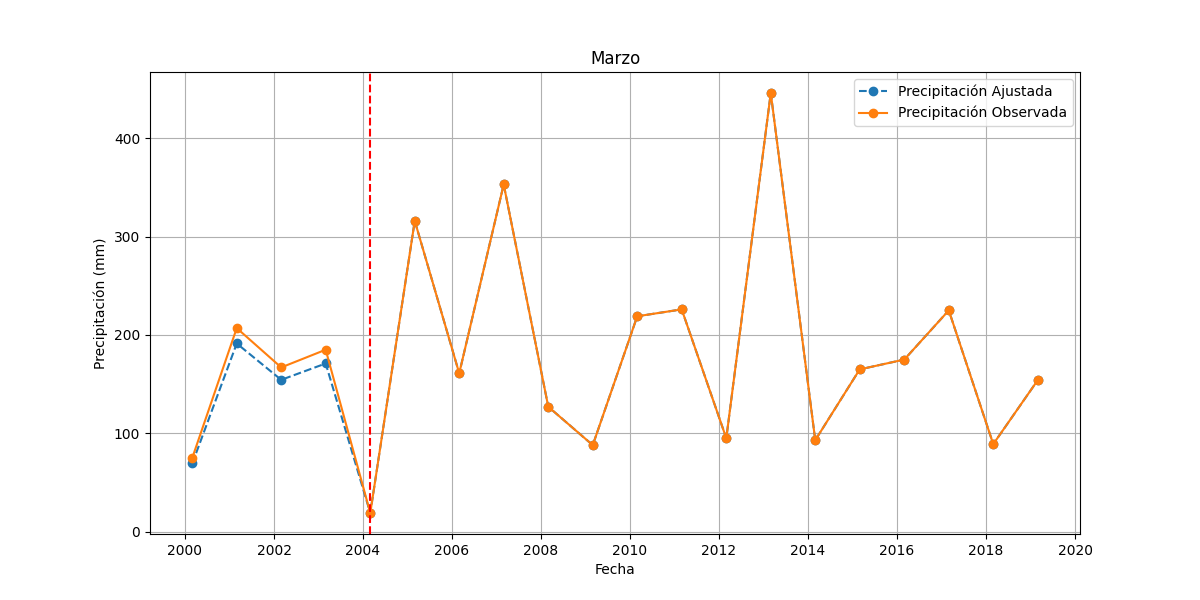 Marzo
Precipitación Ajustada
Precipitación Observada
Precipitación (mm)
400
300
200
100
0
2000 2002 2004 2006 2008 2010 2012 2014 2016 2018 2020
Fecha